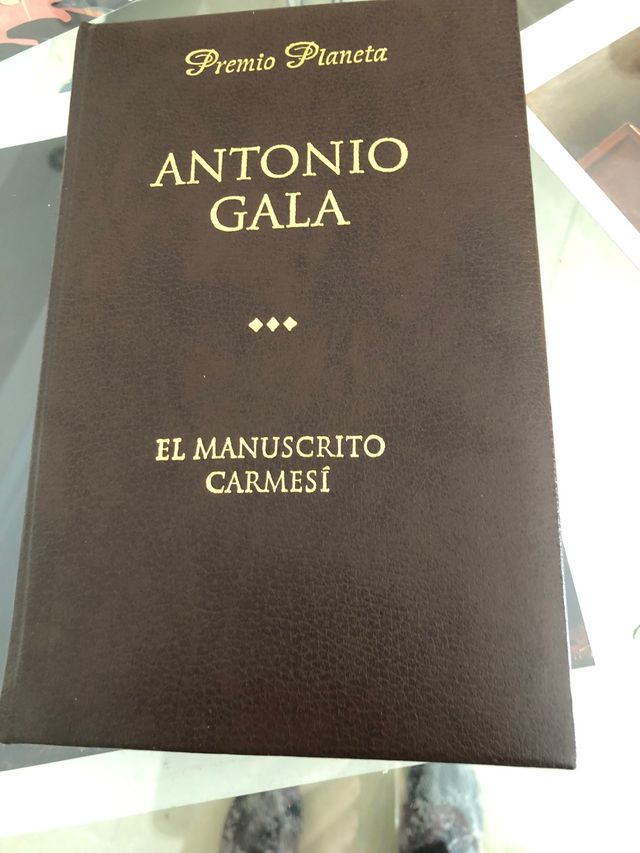 Premio Planeta
ANTONIO
GALA
EL MANUSCRITO
CARMESÍ